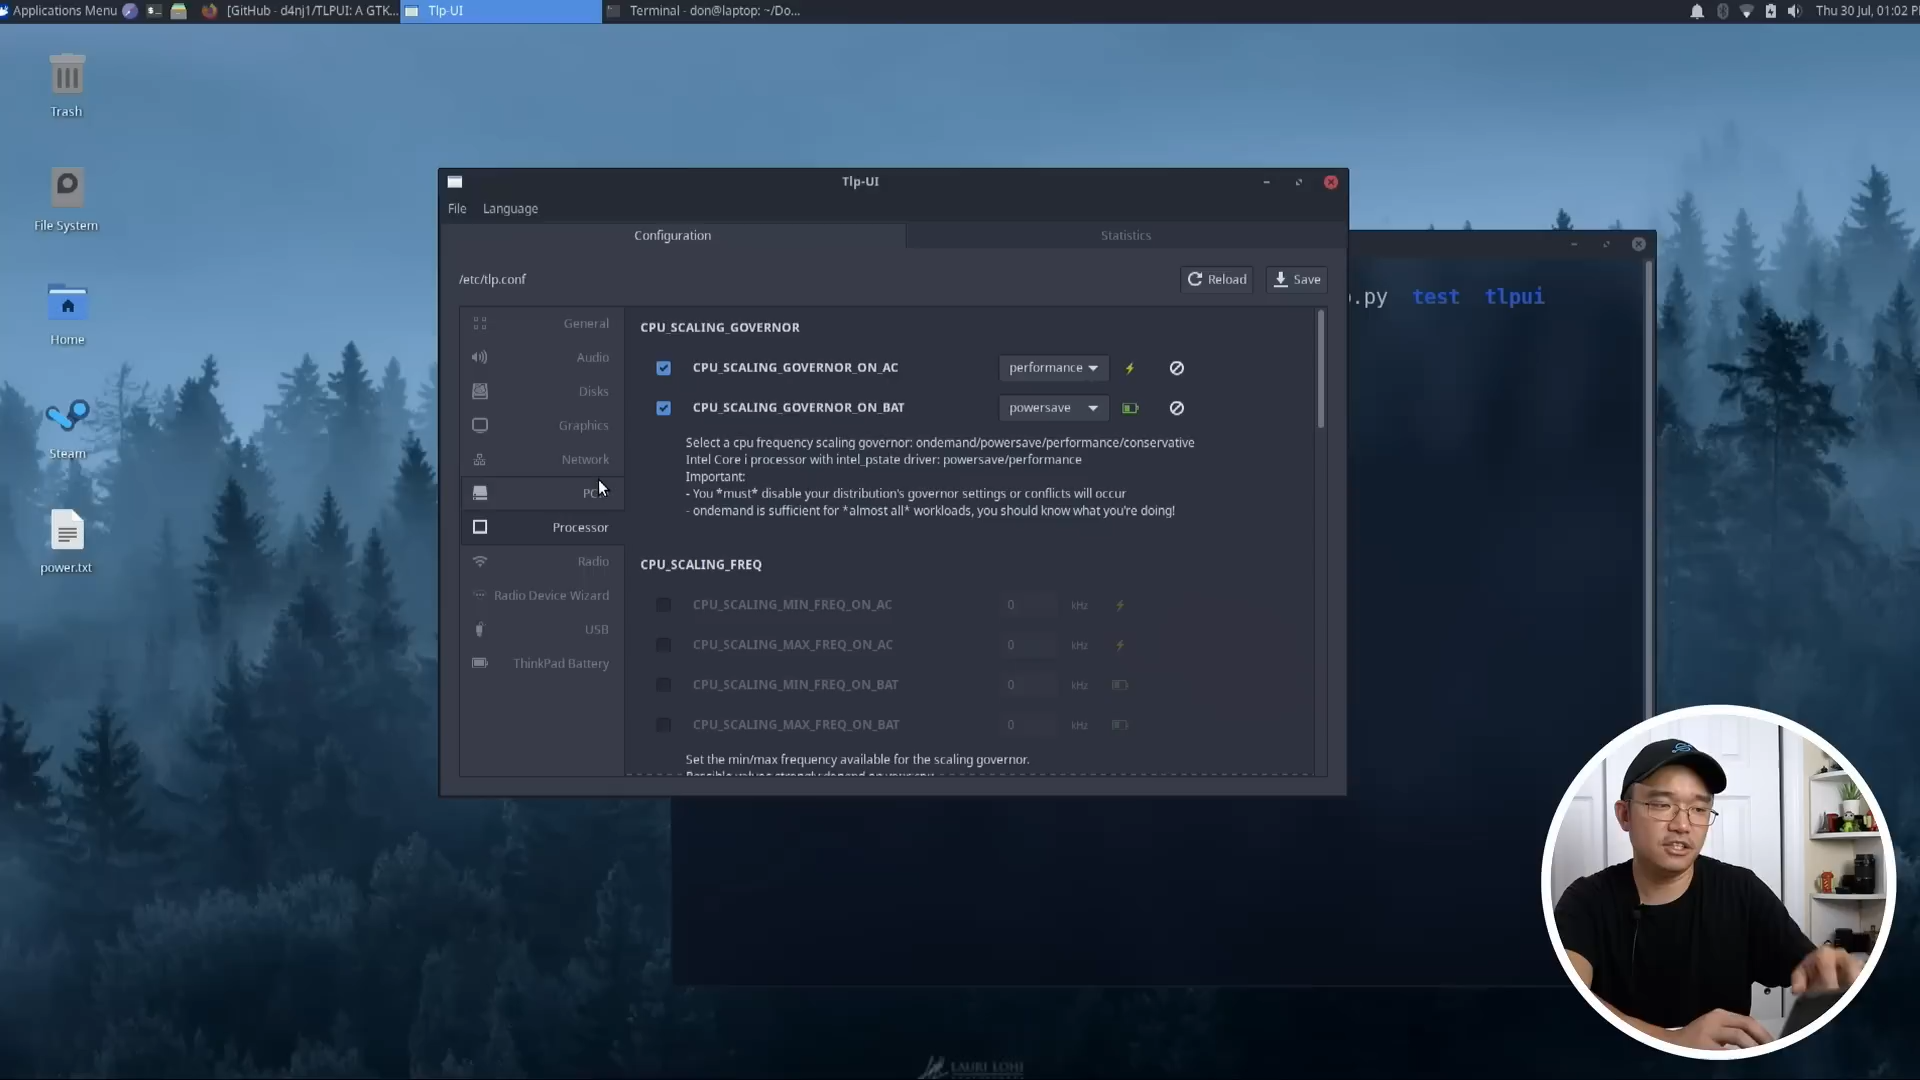 Applications Menu
[GitHub - d4nj1/TLPUI: A GTK...
Tlp-UI
Terminal - don@laptop: ~/Do...
Thu 30 Jul, 01:02 P
Trash
File System
Home
Steam
power.txt
Tlp-UI
File Language
Configuration
Statistics
/etc/tlp.conf
Reload
Save
General
Audio
Disks
Graphics
Network
Processor
Radio
Radio Device Wizard
USB
ThinkPad Battery
CPU_SCALING_GOVERNOR
CPU_SCALING_GOVERNOR_ON_AC performance
CPU_SCALING_GOVERNOR_ON_BAT powersave
Select a cpu frequency scaling governor: ondemand/powersave/performance/conservative
Intel Core i processor with intel_pstate driver: powersave/performance
Important:
- You *must* disable your distribution's governor settings or conflicts will occur
- ondemand is sufficient for *almost all* workloads, you should know what you're doing!
CPU_SCALING_FREQ
CPU_SCALING_MIN_FREQ_ON_AC 0 kHz
CPU_SCALING_MAX_FREQ_ON_AC 0 kHz
CPU_SCALING_MIN_FREQ_ON_BAT 0 kHz
CPU_SCALING_MAX_FREQ_ON_BAT 0 kHz
Set the min/max frequency available for the scaling governor.
.py test tlpui
LAURI LOHI